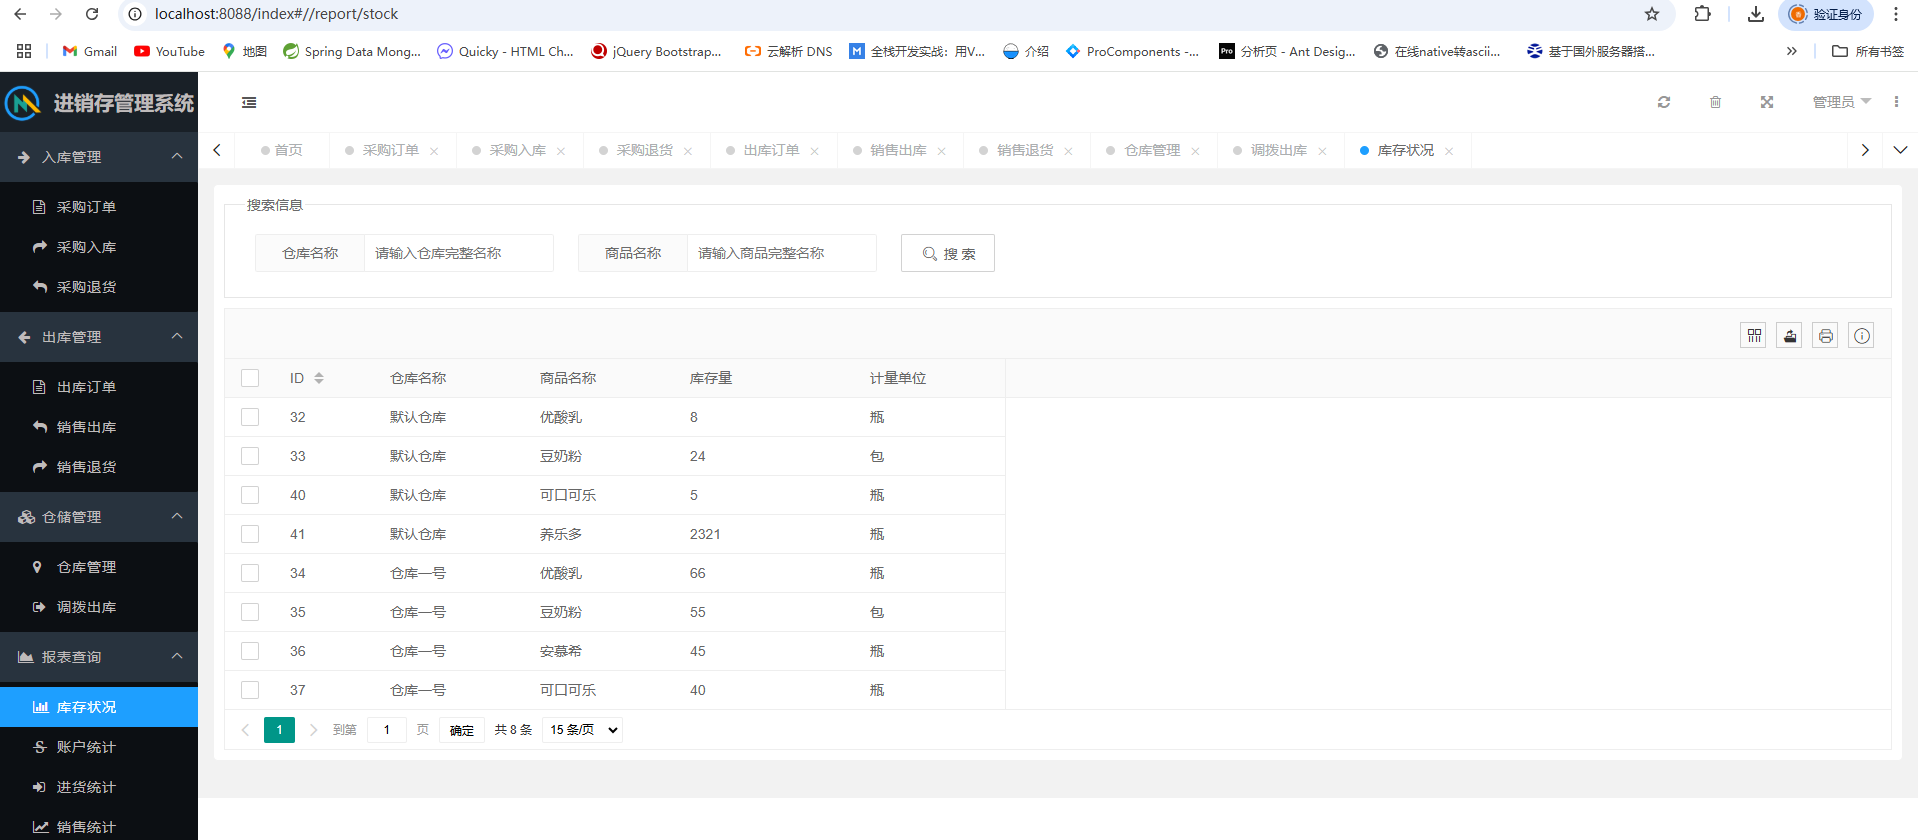 localhost:8088/index#//report/stock
验证身份
Gmail
YouTube
地图
Spring Data Mong...
Quicky - HTML Ch...
jQuery Bootstrap...
云解析 DNS
全栈开发实战：用V...
介绍
ProComponents -...
Pro
分析页 - Ant Desig...
在线native转ascii...
基于国外服务器搭...
所有书签
进销存管理系统
管理员
首页
采购订单
采购入库
采购退货
出库订单
销售出库
销售退货
仓库管理
调拨出库
库存状况
入库管理
采购订单
采购入库
采购退货
出库管理
出库订单
销售出库
销售退货
仓储管理
仓库管理
调拨出库
报表查询
库存状况
账户统计
进货统计
销售统计
搜索信息
仓库名称 请输入仓库完整名称 商品名称 请输入商品完整名称 搜 索
ID 仓库名称 商品名称 库存量 计量单位
32 默认仓库 优酸乳 8 瓶
33 默认仓库 豆奶粉 24 包
40 默认仓库 可口可乐 5 瓶
41 默认仓库 养乐多 2321 瓶
34 仓库一号 优酸乳 66 瓶
35 仓库一号 豆奶粉 55 包
36 仓库一号 安慕希 45 瓶
37 仓库一号 可口可乐 40 瓶
1 到第 1 页 确定 共 8 条 15 条/页